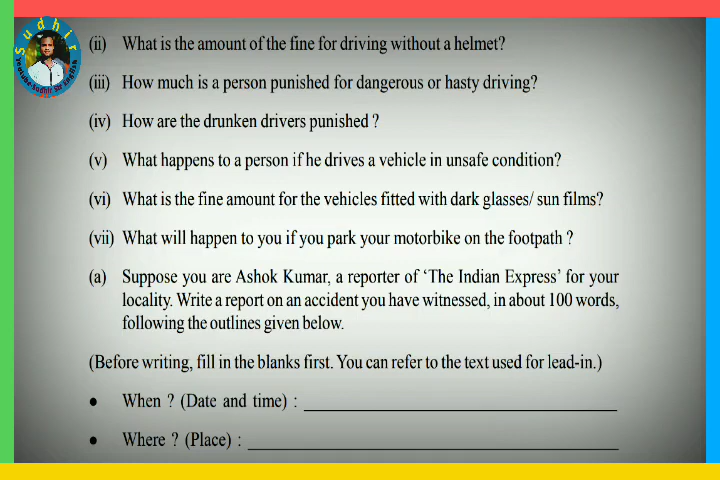 Sudhir
Youtube-Sudhir Sir English
(ii) What is the amount of the fine for driving without a helmet?
(iii) How much is a person punished for dangerous or hasty driving?
(iv) How are the drunken drivers punished ?
(v) What happens to a person if he drives a vehicle in unsafe condition?
(vi) What is the fine amount for the vehicles fitted with dark glasses/ sun films?
(vii) What will happen to you if you park your motorbike on the footpath ?
(a) Suppose you are Ashok Kumar, a reporter of ‘The Indian Express’ for your
locality. Write a report on an accident you have witnessed, in about 100 words,
following the outlines given below.
(Before writing, fill in the blanks first. You can refer to the text used for lead-in.)
● When ? (Date and time) : ____________________
● Where ? (Place) : ____________________